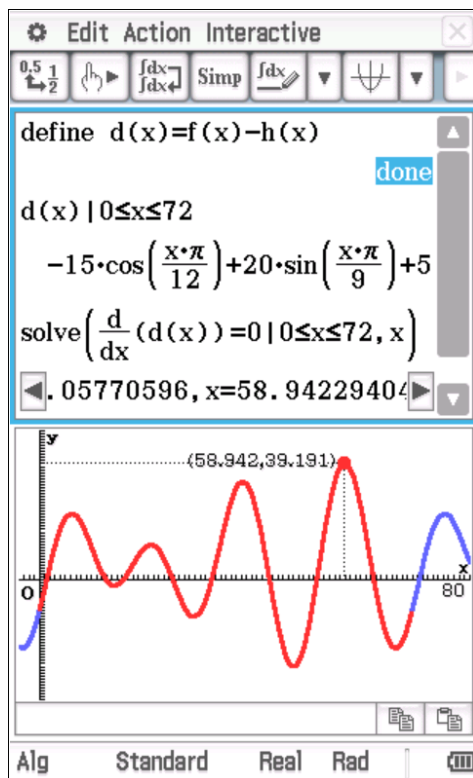 Edit Action Interactive
0.5 1/2 ∫dx ∫dx Simp ∫dx
define d(x)=f(x)−h(x)
done
d(x)|0≤x≤72
−15·cos(x·π/12)+20·sin(x·π/9)+5
solve(d/dx(d(x))=0|0≤x≤72,x)
.05770596,x=58.94229404
y
(58.942,39.191)
x
O 80
Alg Standard Real Rad